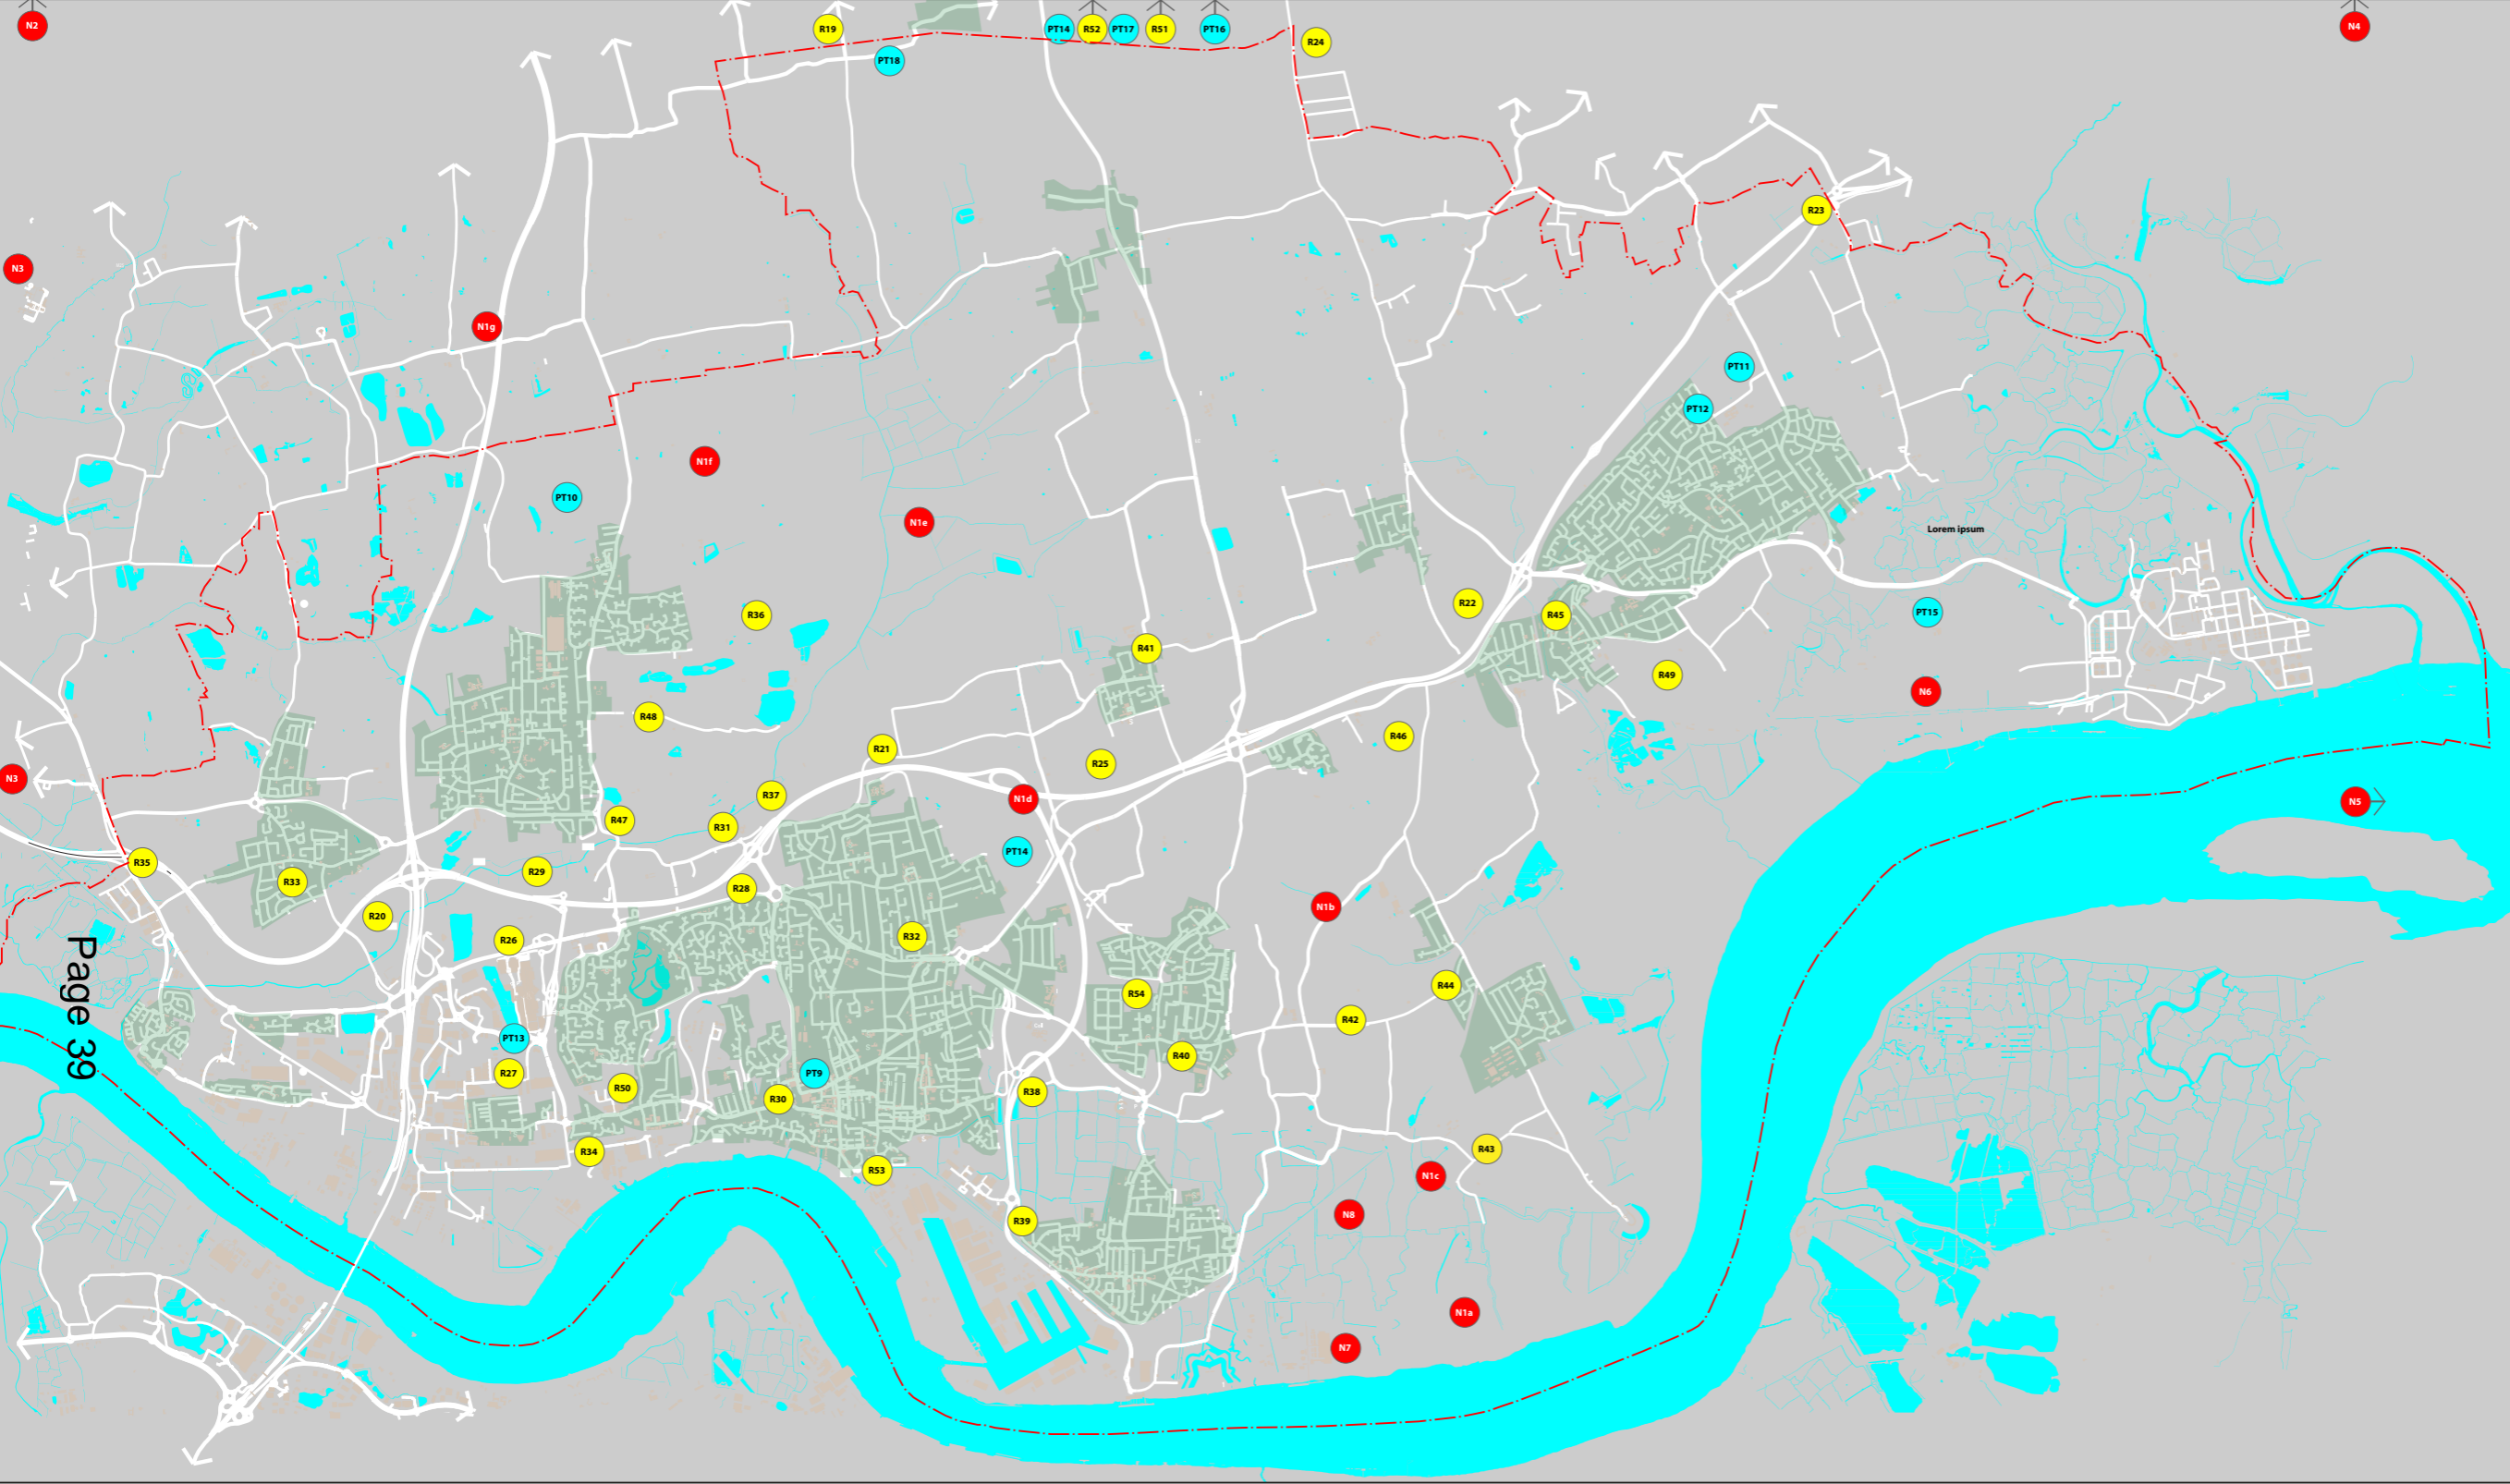 N2
R19
PT14
R52
PT17
R51
PT16
R24
N4
PT18
R23
N3
N1g
PT11
PT12
N1f
PT10
N1e
Lorem ipsum
R22
R36
R45
PT15
R41
R49
N6
R48
R46
R21
R25
N3
R37
N1d
N5
R47
R31
PT14
R35
R29
R33
R28
N1b
R20
R32
R26
Page 39
R44
R54
R42
PT13
R40
R27
PT9
R50
R38
R30
R43
R34
R53
N1c
N8
R39
N1a
N7